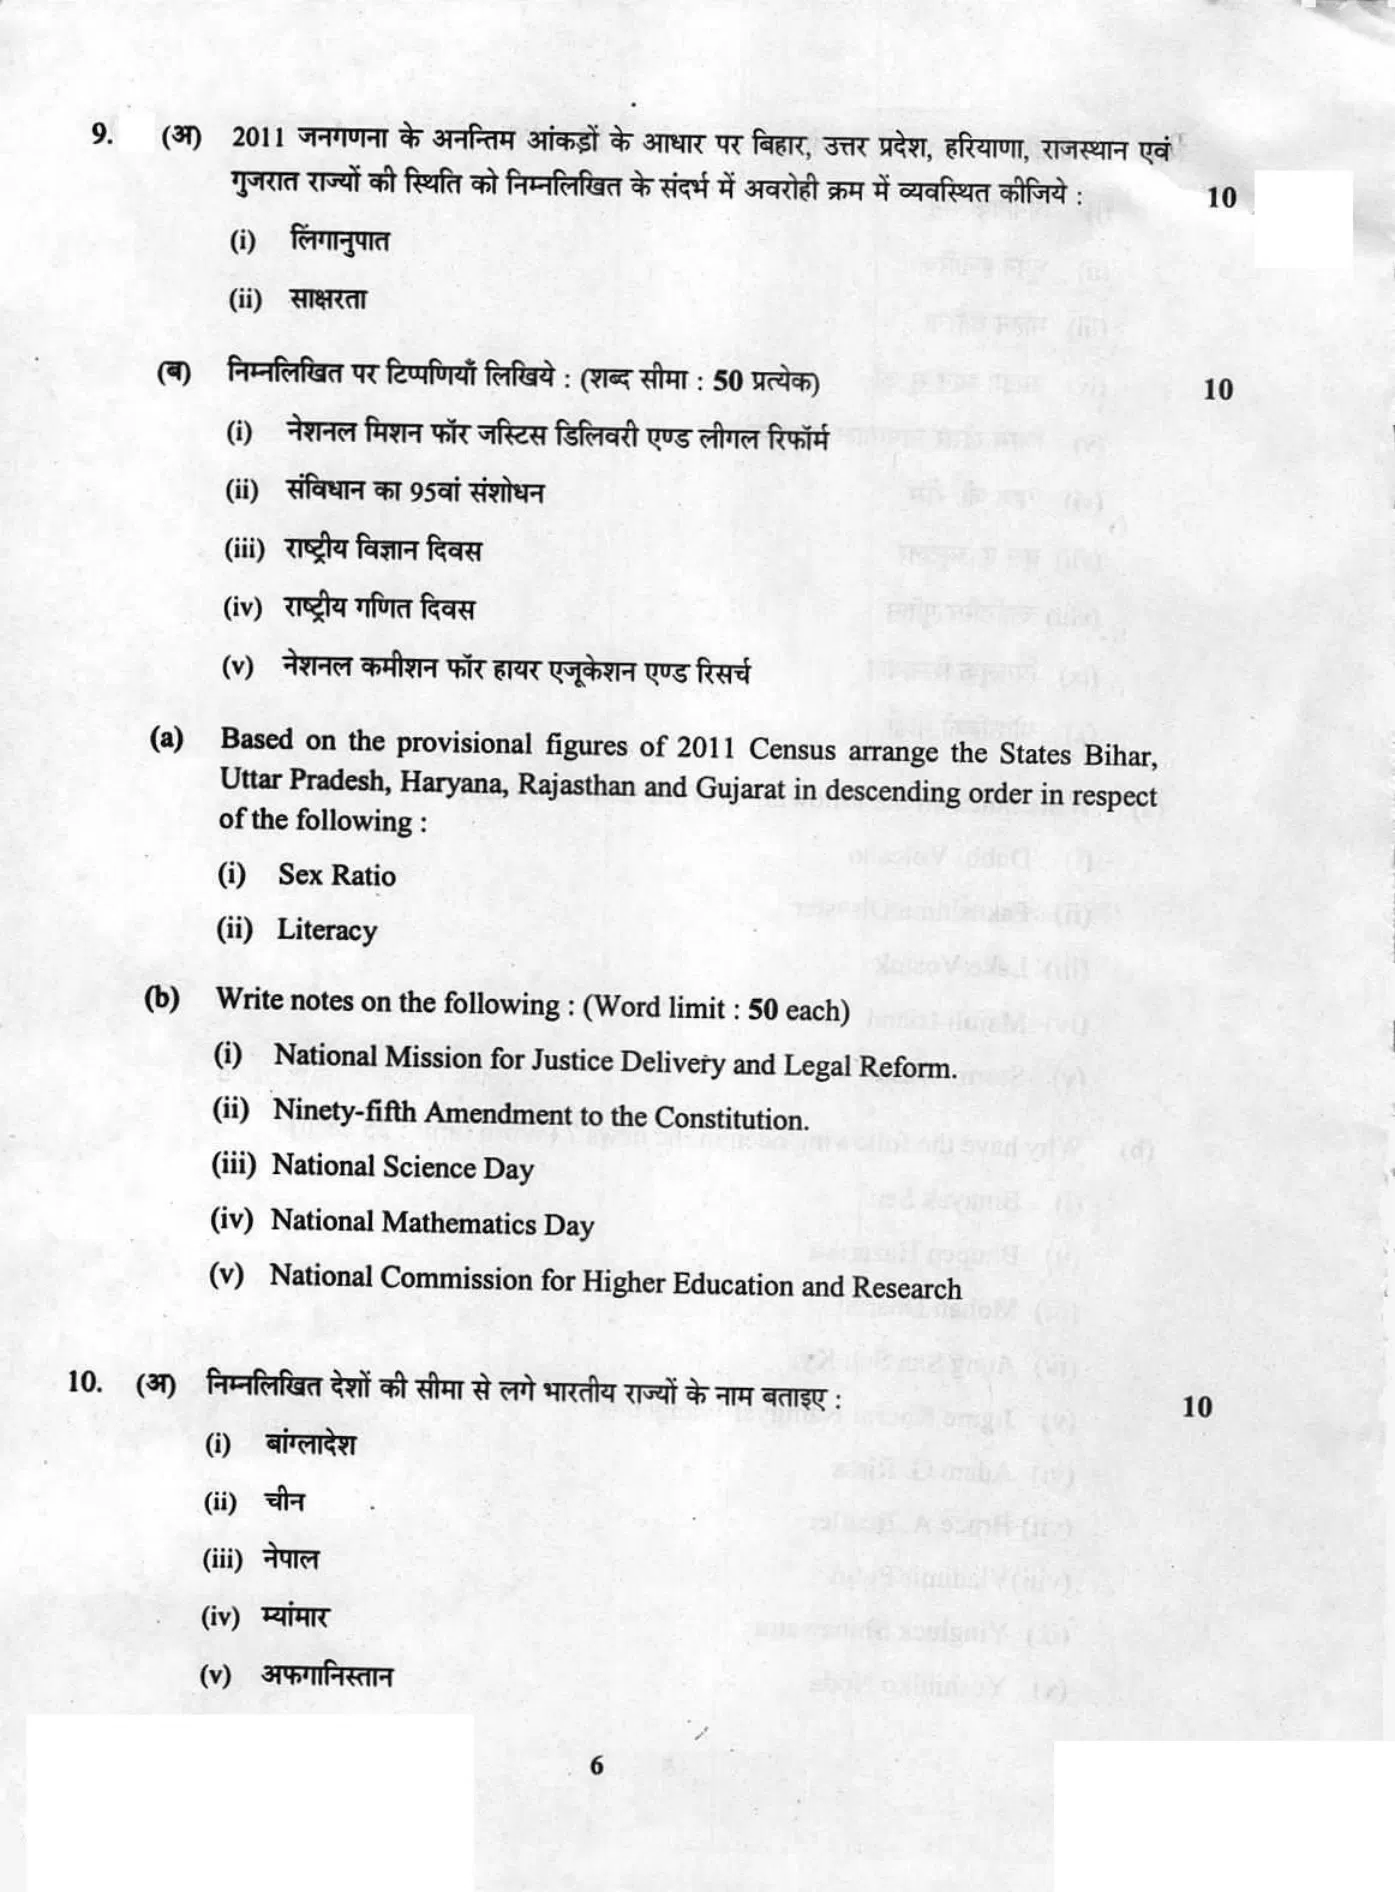 9. (अ) 2011 जनगणना के अनन्तिम आंकड़ों के आधार पर बिहार, उत्तर प्रदेश, हरियाणा, राजस्थान एवं
गुजरात राज्यों की स्थिति को निम्नलिखित के संदर्भ में अवरोही क्रम में व्यवस्थित कीजिये : 10
(i) लिंगानुपात
(ii) साक्षरता
(ब) निम्नलिखित पर टिप्पणियाँ लिखिये : (शब्द सीमा : 50 प्रत्येक) 10
(i) नेशनल मिशन फॉर जस्टिस डिलिवरी एण्ड लीगल रिफॉर्म
(ii) संविधान का 95वां संशोधन
(iii) राष्ट्रीय विज्ञान दिवस
(iv) राष्ट्रीय गणित दिवस
(v) नेशनल कमीशन फॉर हायर एजूकेशन एण्ड रिसर्च
(a) Based on the provisional figures of 2011 Census arrange the States Bihar,
Uttar Pradesh, Haryana, Rajasthan and Gujarat in descending order in respect
of the following :
(i) Sex Ratio
(ii) Literacy
(b) Write notes on the following : (Word limit : 50 each)
(i) National Mission for Justice Delivery and Legal Reform.
(ii) Ninety-fifth Amendment to the Constitution.
(iii) National Science Day
(iv) National Mathematics Day
(v) National Commission for Higher Education and Research
10. (अ) निम्नलिखित देशों की सीमा से लगे भारतीय राज्यों के नाम बताइए : 10
(i) बांग्लादेश
(ii) चीन
(iii) नेपाल
(iv) म्यांमार
(v) अफगानिस्तान
6